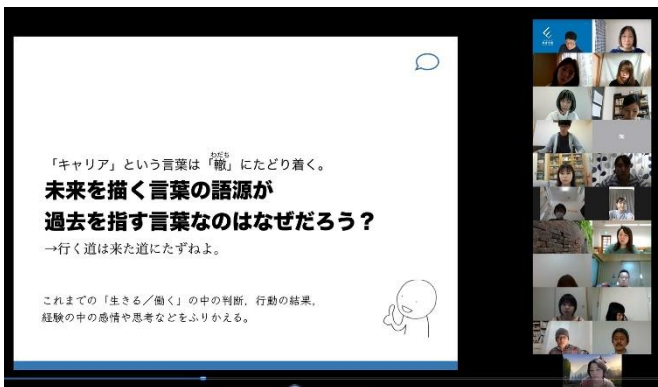 わだち
「キャリア」という言葉は「轍」にたどり着く。
未来を描く言葉の語源が
過去を指す言葉なのはなぜだろう？
→行く道は来た道にたずねよ。
これまでの「生きる／働く」の中の判断，行動の結果，
経験の中の感情や思考などをふりかえる。